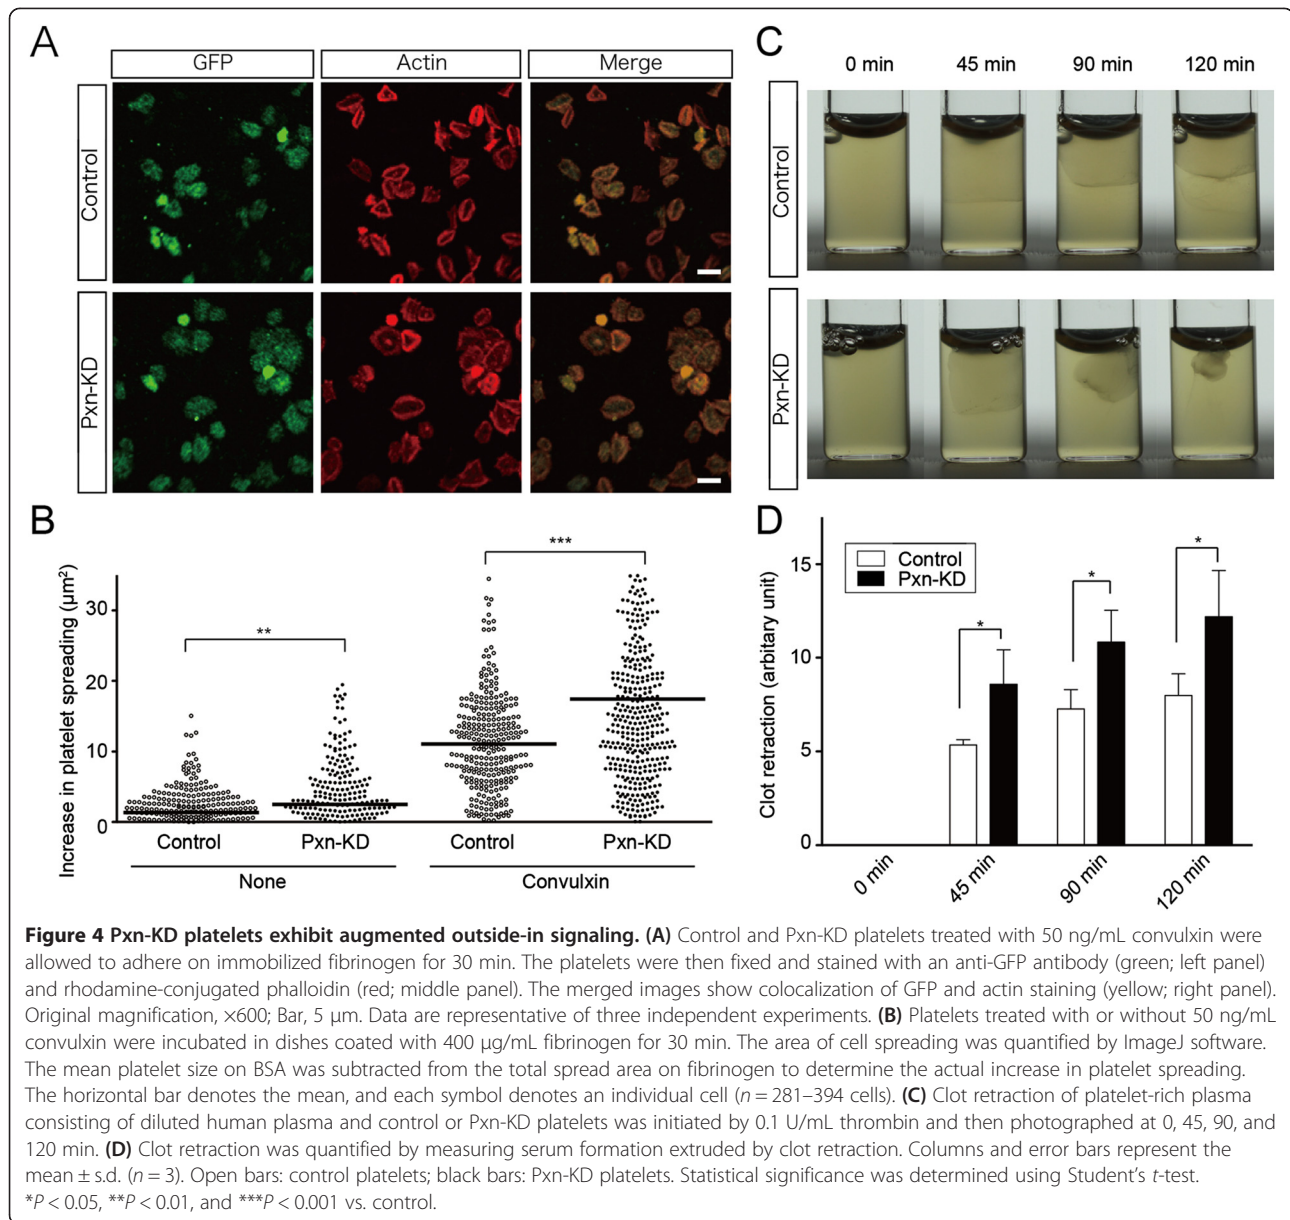 A
GFP
Actin
Merge
Control
Pxn-KD
C
0 min
45 min
90 min
120 min
Control
Pxn-KD
B
Increase in platelet spreading (µm²)
30
20
10
0
**
***
Control
Pxn-KD
Control
Pxn-KD
None
Convulxin
D
Clot retraction (arbitary unit)
15
10
5
0
Control
Pxn-KD
*
*
*
0 min
45 min
90 min
120 min
Figure 4 Pxn-KD platelets exhibit augmented outside-in signaling. (A) Control and Pxn-KD platelets treated with 50 ng/mL convulxin were
allowed to adhere on immobilized fibrinogen for 30 min. The platelets were then fixed and stained with an anti-GFP antibody (green; left panel)
and rhodamine-conjugated phalloidin (red; middle panel). The merged images show colocalization of GFP and actin staining (yellow; right panel).
Original magnification, ×600; Bar, 5 µm. Data are representative of three independent experiments. (B) Platelets treated with or without 50 ng/mL
convulxin were incubated in dishes coated with 400 µg/mL fibrinogen for 30 min. The area of cell spreading was quantified by ImageJ software.
The mean platelet size on BSA was subtracted from the total spread area on fibrinogen to determine the actual increase in platelet spreading.
The horizontal bar denotes the mean, and each symbol denotes an individual cell (n = 281–394 cells). (C) Clot retraction of platelet-rich plasma
consisting of diluted human plasma and control or Pxn-KD platelets was initiated by 0.1 U/mL thrombin and then photographed at 0, 45, 90, and
120 min. (D) Clot retraction was quantified by measuring serum formation extruded by clot retraction. Columns and error bars represent the
mean ± s.d. (n = 3). Open bars: control platelets; black bars: Pxn-KD platelets. Statistical significance was determined using Student's t-test.
*P < 0.05, **P < 0.01, and ***P < 0.001 vs. control.